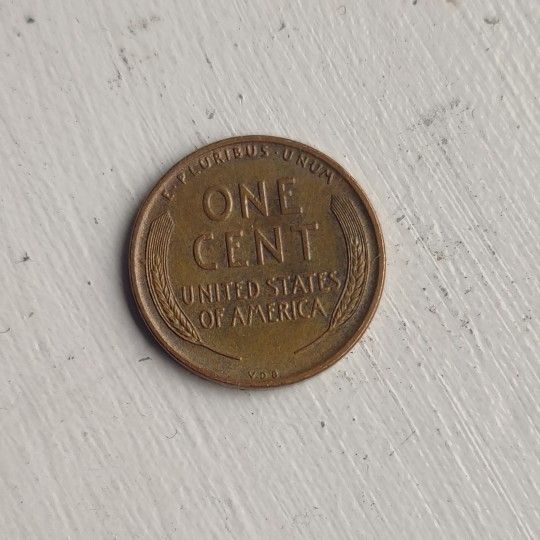 E·PLURIBUS·UNUM
ONE
CENT
UNITED STATES
OF AMERICA
VDB